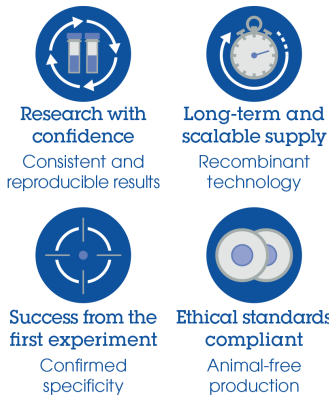 Research with
confidence
Consistent and
reproducible results
Long-term and
scalable supply
Recombinant
technology
Success from the
first experiment
Confirmed
specificity
Ethical standards
compliant
Animal-free
production